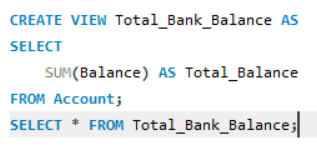 CREATE VIEW Total_Bank_Balance AS
SELECT
    SUM(Balance) AS Total_Balance
FROM Account;
SELECT * FROM Total_Bank_Balance;